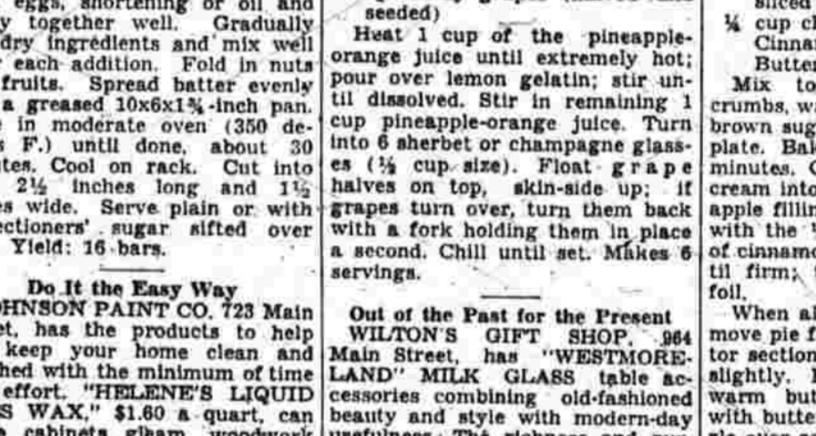 eggs, shortening or oil and
y together well. Gradually
dry ingredients and mix well
each addition. Fold in nuts
fruits. Spread batter evenly
a greased 10x6x1¾-inch pan.
in moderate oven (350 de-
F.) until done, about 30
tes. Cool on rack. Cut into
2½ inches long and 1½
es wide. Serve plain or with
ectioners' sugar sifted over
Yield: 16 bars.
Do It the Easy Way
OHNSON PAINT CO. 723 Main
et, has the products to help
keep your home clean and
hed with the minimum of time
effort. "HELENE'S LIQUID
S WAX," $1.60 a quart, can
cabinets gleam, woodwork
seeded)
Heat 1 cup of the pineapple-
orange juice until extremely hot;
pour over lemon gelatin; stir un-
til dissolved. Stir in remaining 1
cup pineapple-orange juice. Turn
into 6 sherbet or champagne glass-
es (½ cup size). Float grape
halves on top, skin-side up; if
grapes turn over, turn them back
with a fork holding them in place
a second. Chill until set. Makes 6
servings.
Out of the Past for the Present
WILTON'S GIFT SHOP, 964
Main Street, has "WESTMORE-
LAND" MILK GLASS table ac-
cessories combining old-fashioned
beauty and style with modern-day
usefulness. The richness and
sliced
¼ cup c
Cinna
Butter
Mix to
crumbs, w
brown sug
plate. Bak
minutes. C
cream into
apple fillin
with the
of cinnamo
til firm;
foil.
When a
move pie f
tor section
slightly.
warm but
with butte